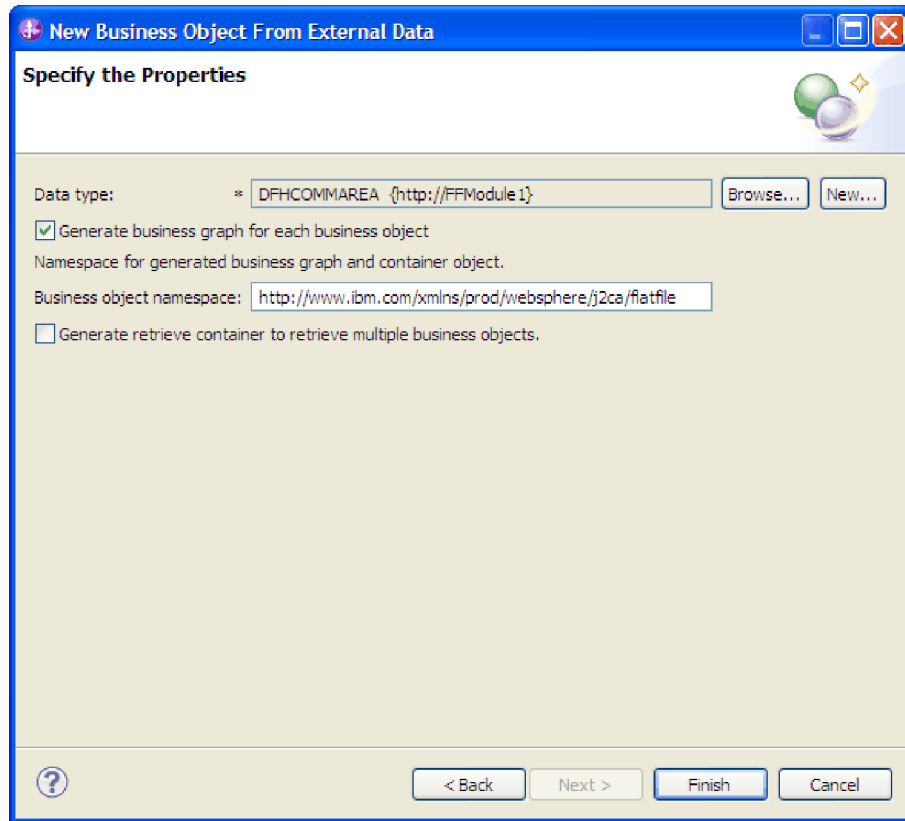 New Business Object From External Data
Specify the Properties
Data type: * DFHCOMMAREA {http://FFModule1} Browse... New...
Generate business graph for each business object
Namespace for generated business graph and container object.
Business object namespace: http://www.ibm.com/xmlns/prod/websphere/j2ca/flatfile
Generate retrieve container to retrieve multiple business objects.
? < Back Next > Finish Cancel